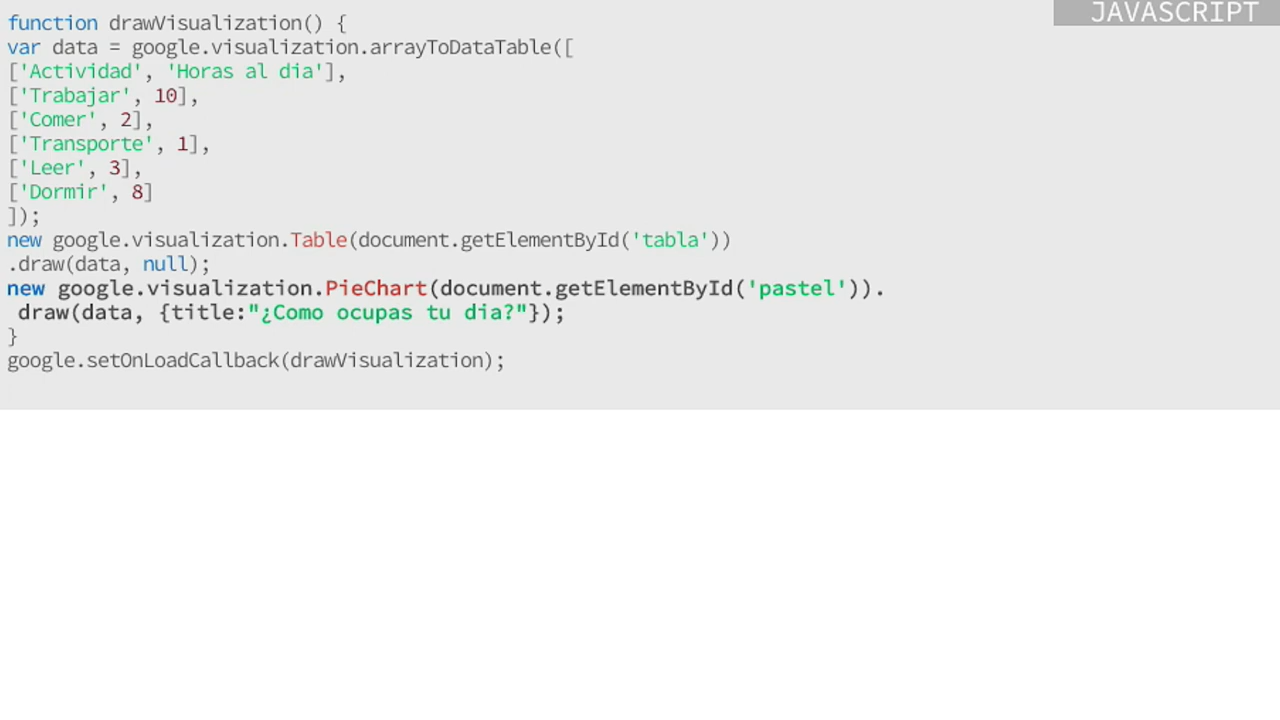 JAVASCRIPT
function drawVisualization() {
var data = google.visualization.arrayToDataTable([
['Actividad', 'Horas al dia'],
['Trabajar', 10],
['Comer', 2],
['Transporte', 1],
['Leer', 3],
['Dormir', 8]
]);
new google.visualization.Table(document.getElementById('tabla'))
.draw(data, null);
new google.visualization.PieChart(document.getElementById('pastel')).
draw(data, {title:"¿Como ocupas tu dia?"});
}
google.setOnLoadCallback(drawVisualization);